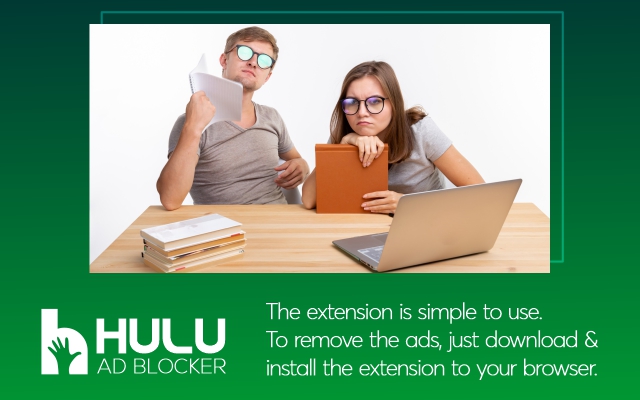 The extension is simple to use.
To remove the ads, just download &
install the extension to your browser.
HULU
AD BLOCKER